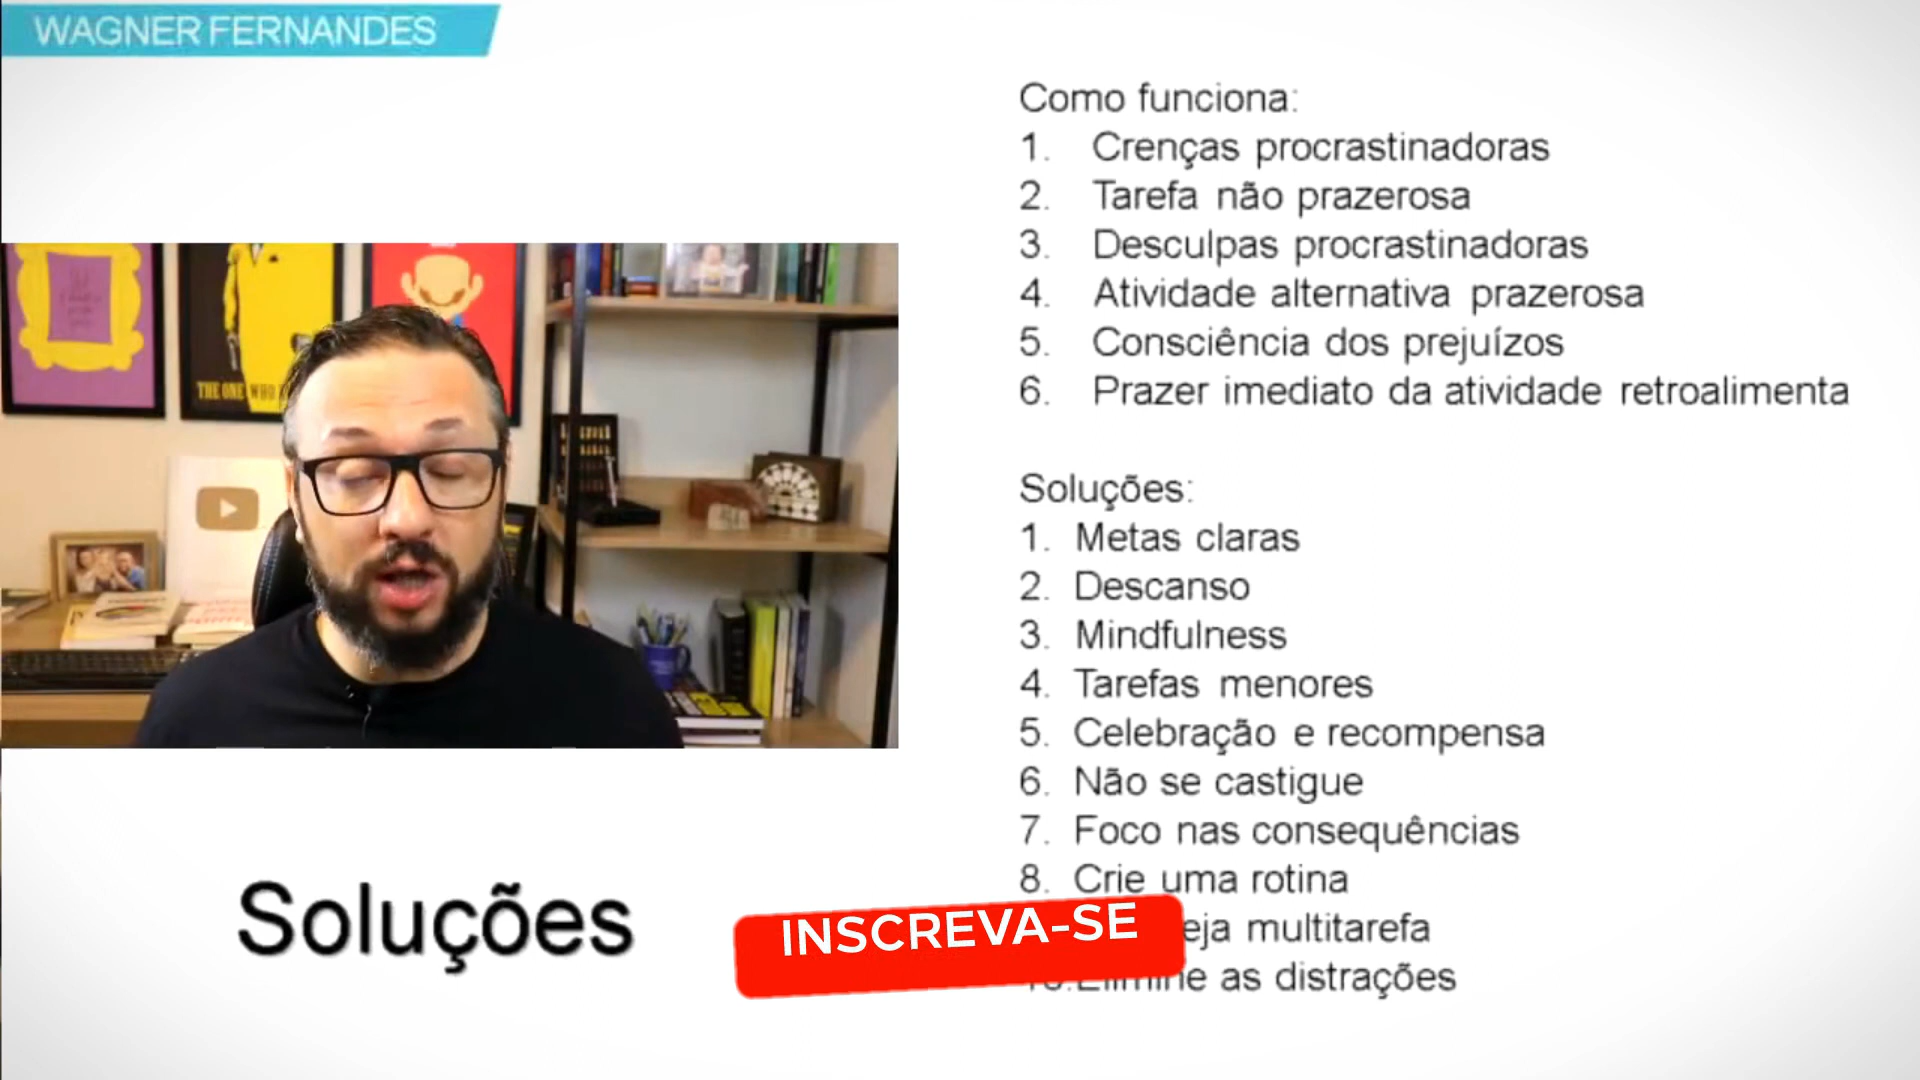 WAGNER FERNANDES
Como funciona:
1. Crenças procrastinadoras
2. Tarefa não prazerosa
3. Desculpas procrastinadoras
4. Atividade alternativa prazerosa
5. Consciência dos prejuízos
6. Prazer imediato da atividade retroalimenta
Soluções:
1. Metas claras
2. Descanso
3. Mindfulness
4. Tarefas menores
5. Celebração e recompensa
6. Não se castigue
7. Foco nas consequências
8. Crie uma rotina
multitarefa
as distrações
THE ONE WHO
Soluções
INSCREVA-SE